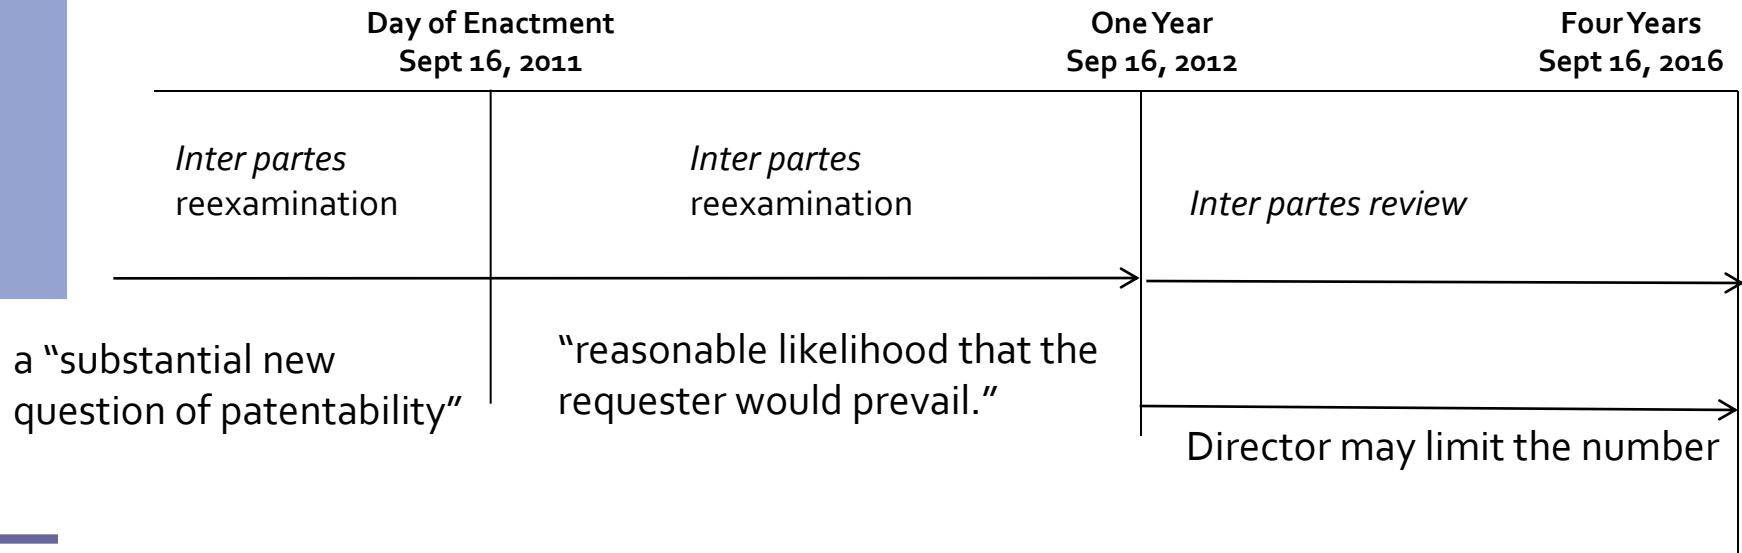 Day of Enactment
Sept 16, 2011
One Year
Sep 16, 2012
Four Years
Sept 16, 2016
Inter partes
reexamination
Inter partes
reexamination
Inter partes review
a “substantial new
question of patentability”
“reasonable likelihood that the
requester would prevail.”
Director may limit the number